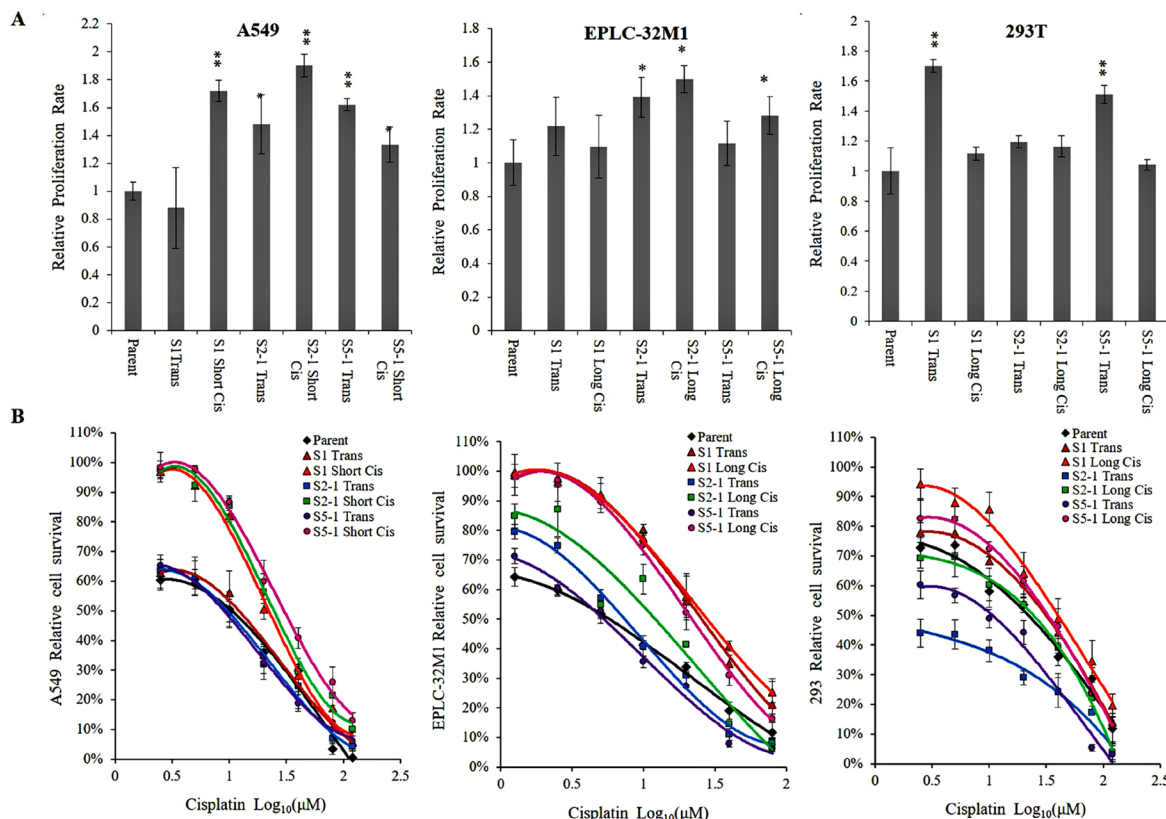 A
A549
Relative Proliferation Rate
2.2
2
1.8
1.6
1.4
1.2
1
0.8
0.6
0.4
0.2
0
**
*
**
**
*
Parent
S1 Trans
S1 Short Cis
S2-1 Trans
S2-1 Short Cis
S5-1 Trans
S5-1 Short Cis
EPLC-32M1
Relative Proliferation Rate
1.8
1.6
1.4
1.2
1
0.8
0.6
0.4
0.2
0
*
*
*
Parent
S1 Trans
S1 Long Cis
S2-1 Trans
S2-1 Long Cis
S5-1 Trans
S5-1 Long Cis
293T
Relative Proliferation Rate
2
1.8
1.6
1.4
1.2
1
0.8
0.6
0.4
0.2
0
**
**
Parent
S1 Trans
S1 Long Cis
S2-1 Trans
S2-1 Long Cis
S5-1 Trans
S5-1 Long Cis
B
A549 Relative cell survival
110%
100%
90%
80%
70%
60%
50%
40%
30%
20%
10%
0%
Parent
S1 Trans
S1 Short Cis
S2-1 Trans
S2-1 Short Cis
S5-1 Trans
S5-1 Short Cis
0
0.5
1
1.5
2
2.5
Cisplatin Log10(µM)
EPLC-32M1 Relative cell survival
110%
100%
90%
80%
70%
60%
50%
40%
30%
20%
10%
0%
Parent
S1 Trans
S1 Long Cis
S2-1 Trans
S2-1 Long Cis
S5-1 Trans
S5-1 Long Cis
0
0.5
1
1.5
2
Cisplatin Log10(µM)
293 Relative cell survival
110%
100%
90%
80%
70%
60%
50%
40%
30%
20%
10%
0%
Parent
S1 Trans
S1 Long Cis
S2-1 Trans
S2-1 Long Cis
S5-1 Trans
S5-1 Long Cis
0
0.5
1
1.5
2
2.5
Cisplatin Log10(µM)